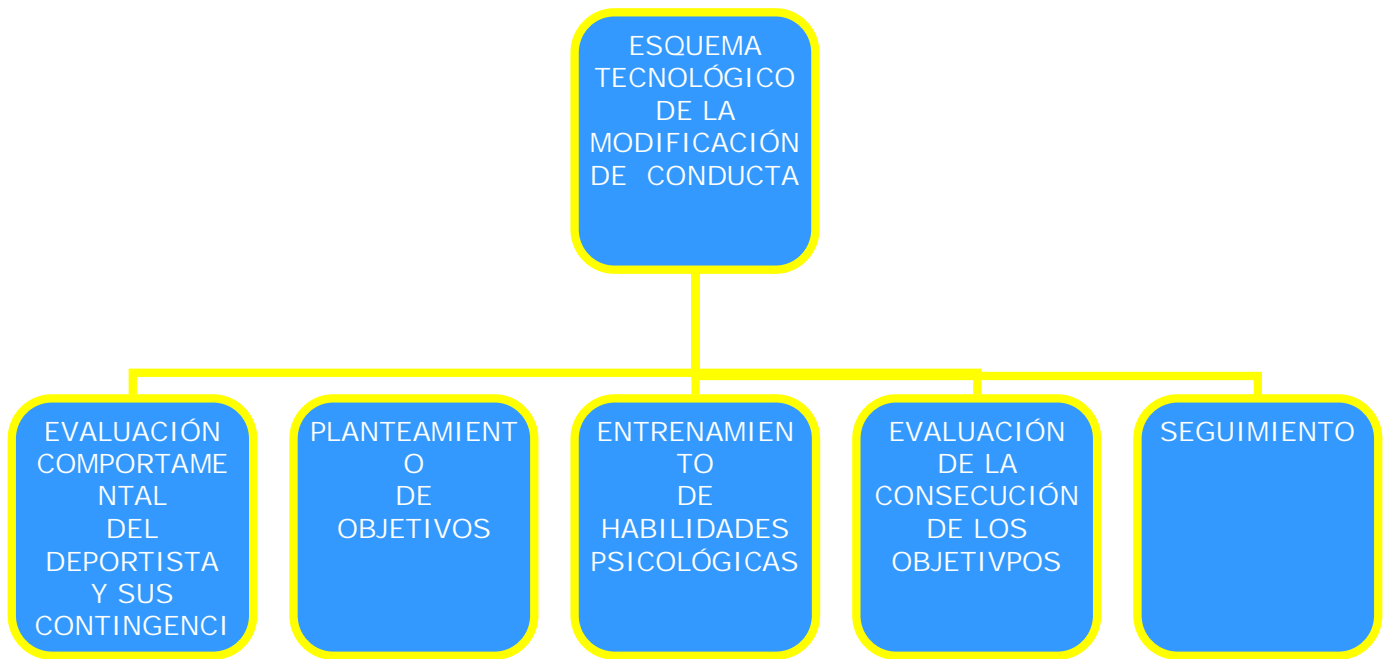 ESQUEMA
TECNOLÓGICO
DE LA
MODIFICACIÓN
DE CONDUCTA
EVALUACIÓN
COMPORTAME
NTAL
DEL
DEPORTISTA
Y SUS
CONTINGENCI
PLANTEAMIENT
O
DE
OBJETIVOS
ENTRENAMIEN
TO
DE
HABILIDADES
PSICOLÓGICAS
EVALUACIÓN
DE LA
CONSECUCIÓN
DE LOS
OBJETIVPOS
SEGUIMIENTO